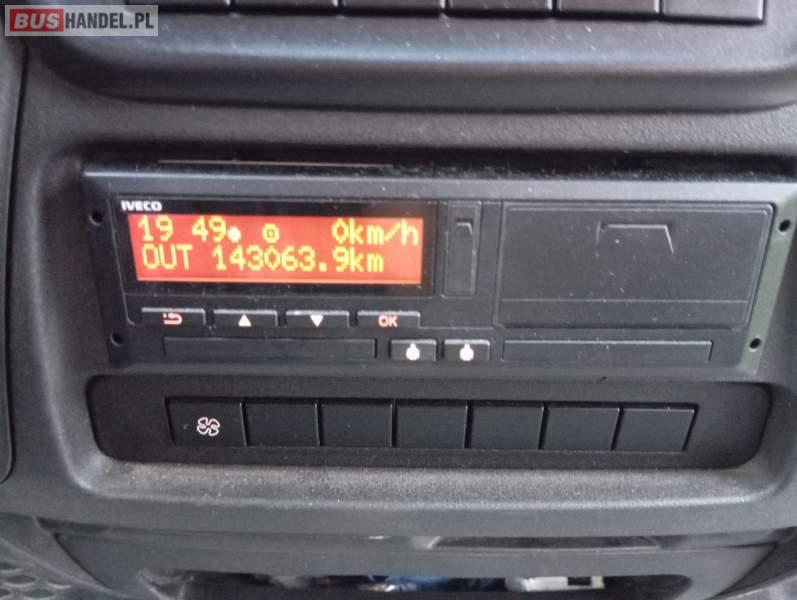 BUSHANDEL.PL
IVECO
19 49 0km/h
OUT 143063.9km
OK